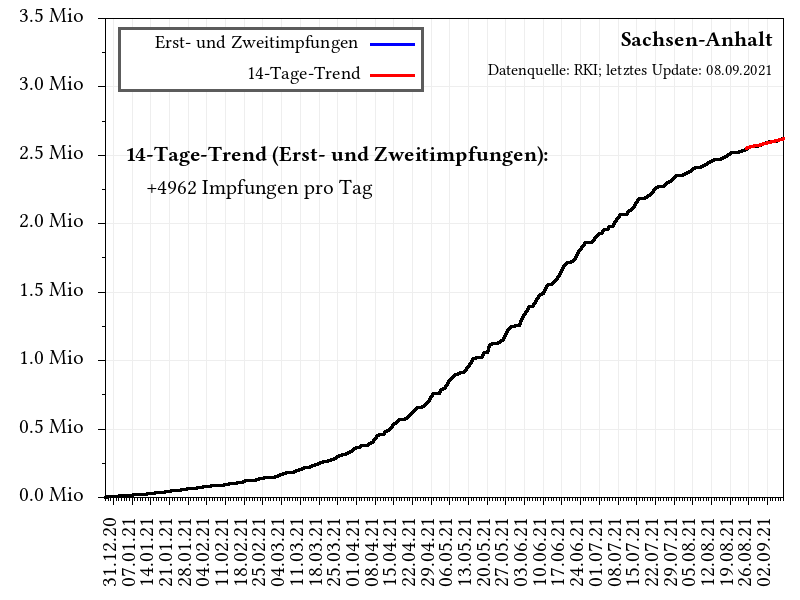 3.5 Mio
3.0 Mio
2.5 Mio
2.0 Mio
1.5 Mio
1.0 Mio
0.5 Mio
0.0 Mio
Erst- und Zweitimpfungen
14-Tage-Trend
Sachsen-Anhalt
Datenquelle: RKI; letztes Update: 08.09.2021
14-Tage-Trend (Erst- und Zweitimpfungen):
+4962 Impfungen pro Tag
31.12.20
07.01.21
14.01.21
21.01.21
28.01.21
04.02.21
11.02.21
18.02.21
25.02.21
04.03.21
11.03.21
18.03.21
25.03.21
01.04.21
08.04.21
15.04.21
22.04.21
29.04.21
06.05.21
13.05.21
20.05.21
27.05.21
03.06.21
10.06.21
17.06.21
24.06.21
01.07.21
08.07.21
15.07.21
22.07.21
29.07.21
05.08.21
12.08.21
19.08.21
26.08.21
02.09.21